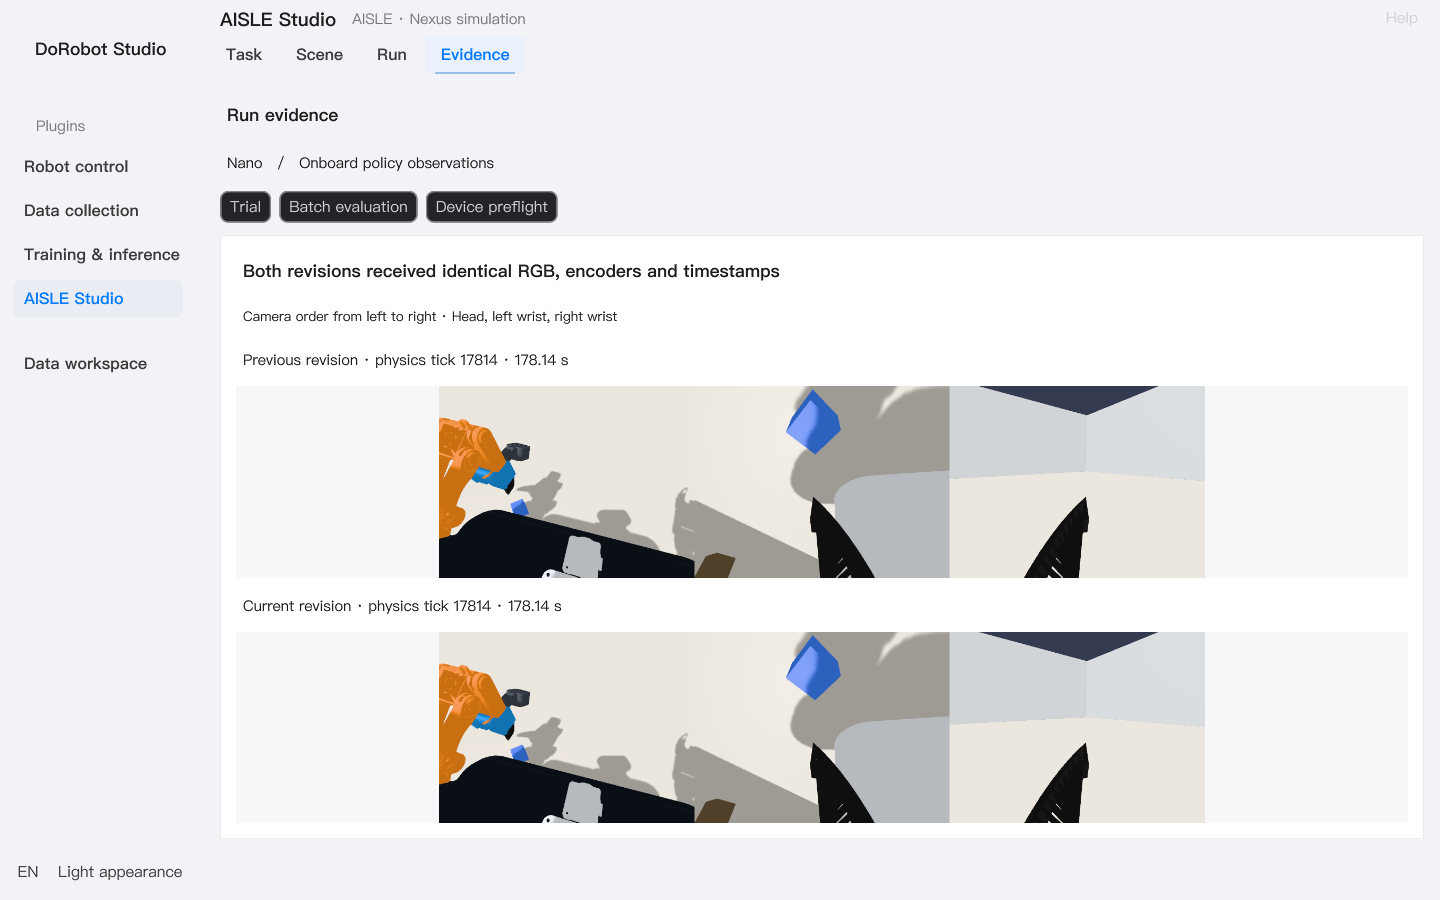 AISLE Studio AISLE · Nexus simulation
Help
DoRobot Studio
Task Scene Run Evidence
Plugins
Robot control
Data collection
Training & inference
AISLE Studio
Data workspace
Run evidence
Nano / Onboard policy observations
Trial Batch evaluation Device preflight
Both revisions received identical RGB, encoders and timestamps
Camera order from left to right · Head, left wrist, right wrist
Previous revision · physics tick 17814 · 178.14 s
Current revision · physics tick 17814 · 178.14 s
EN Light appearance